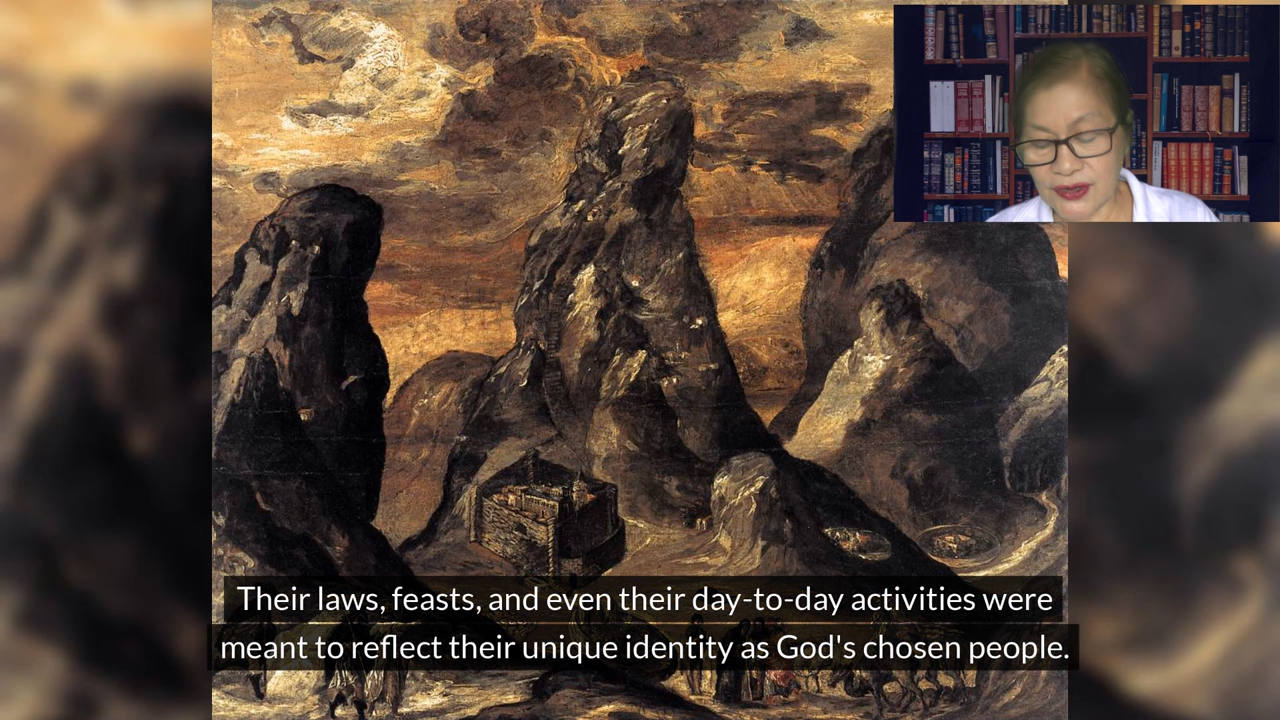 Their laws, feasts, and even their day-to-day activities were
meant to reflect their unique identity as God's chosen people.